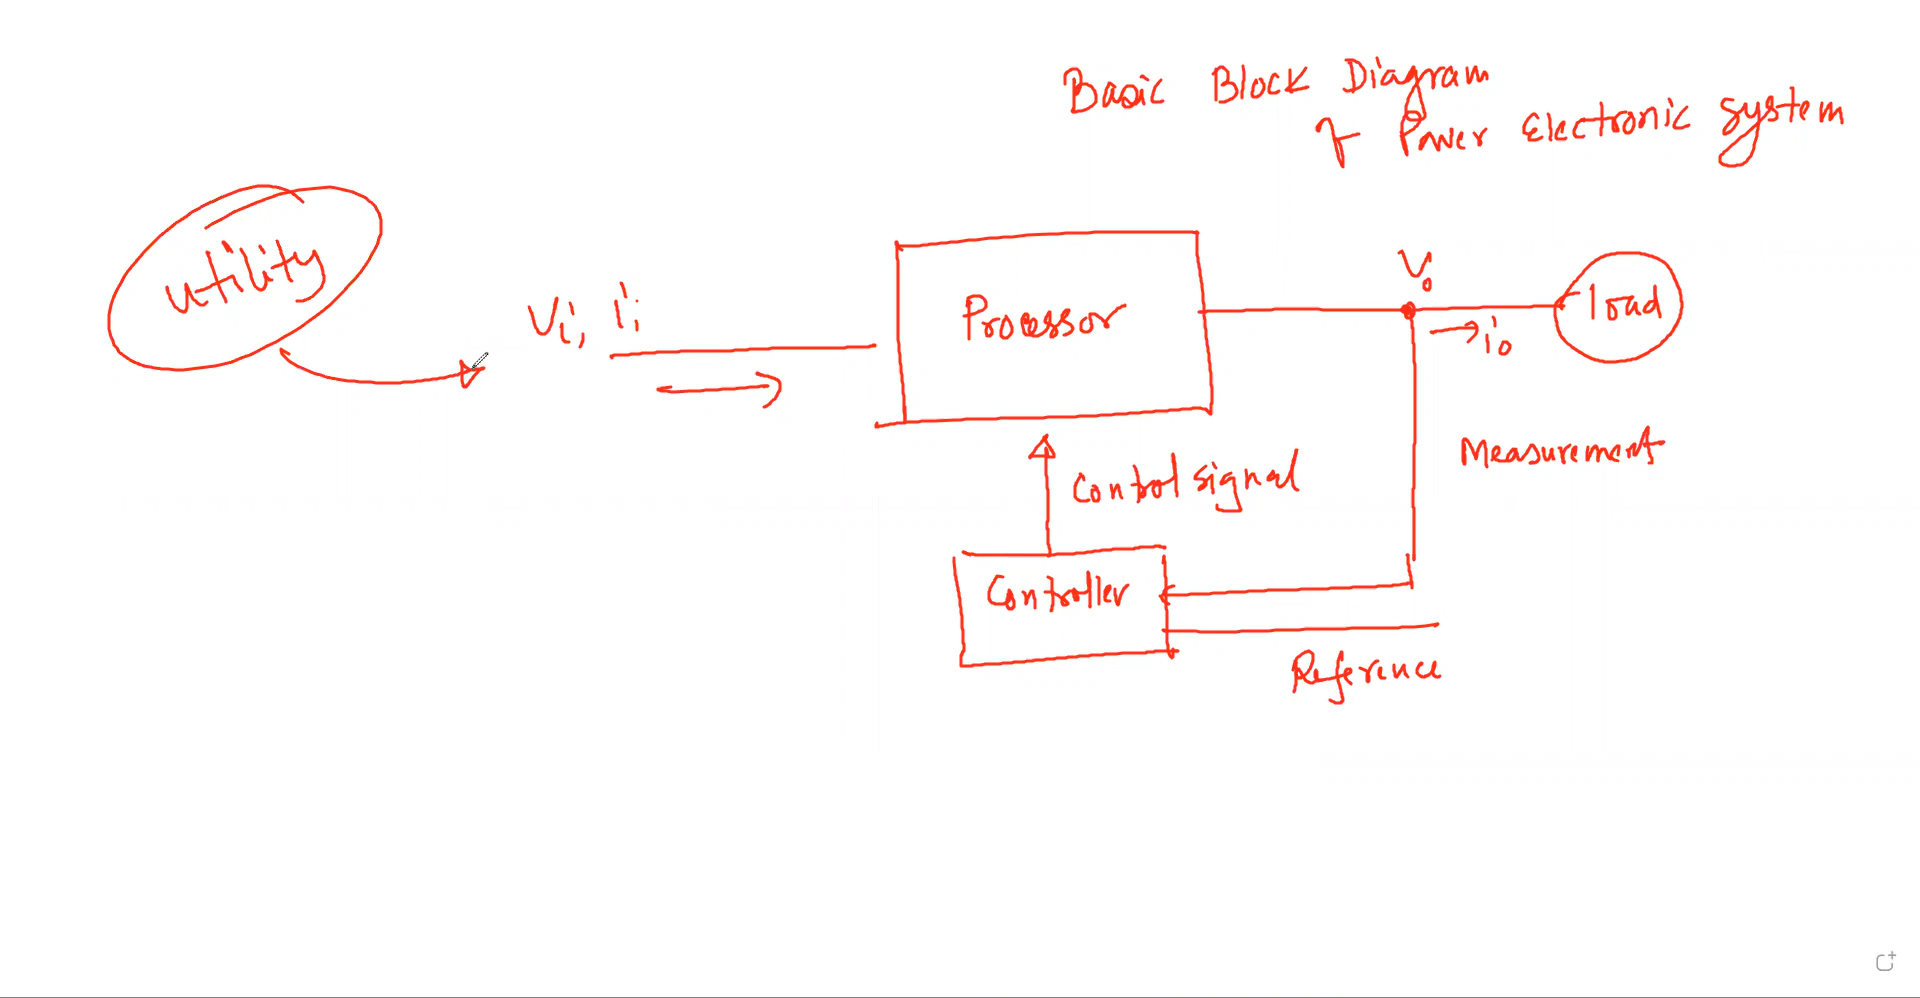 Basic Block Diagram
of Power Electronic system
utility
Vi, ii
Processor
Vo
io
load
Control signal
Measurement
Controller
Reference